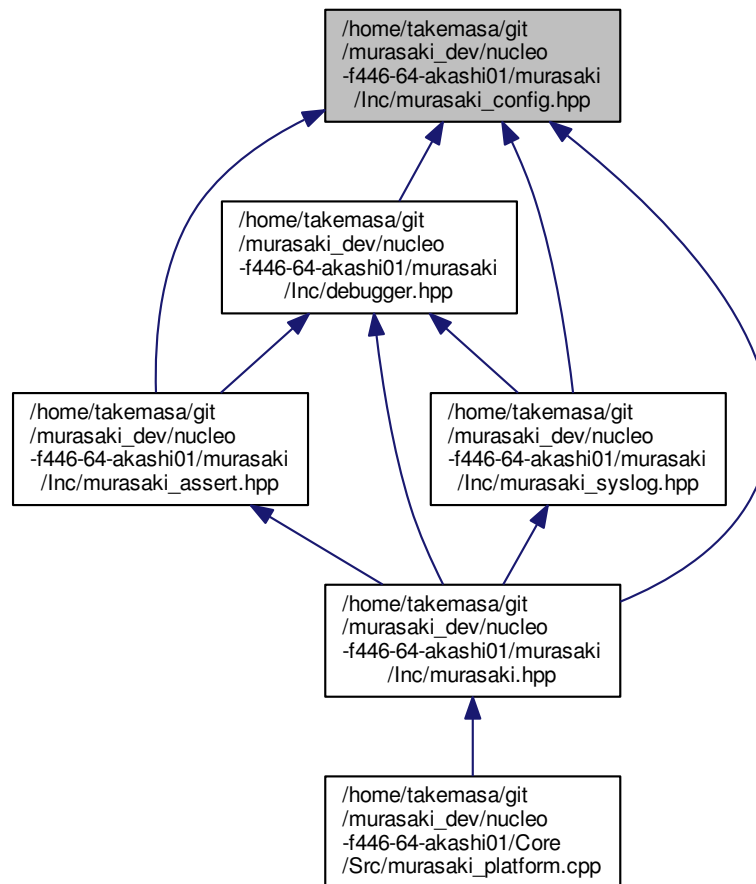 /home/takemasa/git
/murasaki_dev/nucleo
-f446-64-akashi01/murasaki
/Inc/murasaki_config.hpp
/home/takemasa/git
/murasaki_dev/nucleo
-f446-64-akashi01/murasaki
/Inc/debugger.hpp
/home/takemasa/git
/murasaki_dev/nucleo
-f446-64-akashi01/murasaki
/Inc/murasaki_assert.hpp
/home/takemasa/git
/murasaki_dev/nucleo
-f446-64-akashi01/murasaki
/Inc/murasaki_syslog.hpp
/home/takemasa/git
/murasaki_dev/nucleo
-f446-64-akashi01/murasaki
/Inc/murasaki.hpp
/home/takemasa/git
/murasaki_dev/nucleo
-f446-64-akashi01/Core
/Src/murasaki_platform.cpp